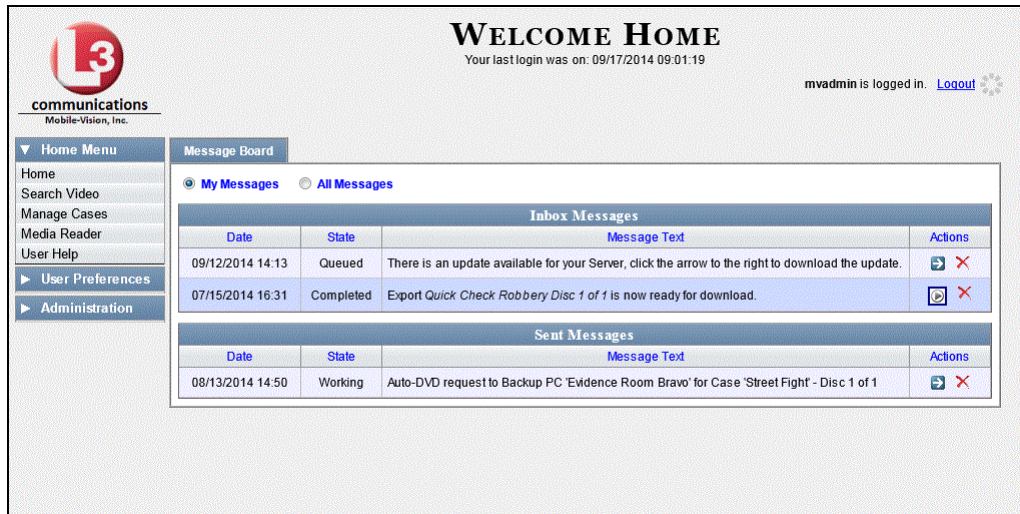 L3
communications
Mobile-Vision, Inc.
WELCOME HOME
Your last login was on: 09/17/2014 09:01:19
mvadmin is logged in. Logout
Home Menu
Home
Search Video
Manage Cases
Media Reader
User Help
User Preferences
Administration
Message Board
My Messages All Messages
Inbox Messages
Date State Message Text Actions
09/12/2014 14:13 Queued There is an update available for your Server, click the arrow to the right to download the update.
07/15/2014 16:31 Completed Export Quick Check Robbery Disc 1 of 1 is now ready for download.
Sent Messages
Date State Message Text Actions
08/13/2014 14:50 Working Auto-DVD request to Backup PC 'Evidence Room Bravo' for Case 'Street Fight' - Disc 1 of 1